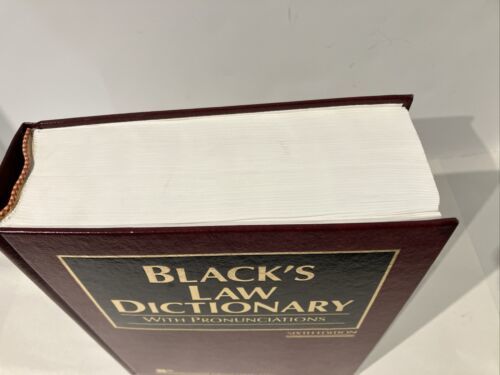 BLACK'S
LAW
DICTIONARY
WITH PRONUNCIATIONS
SIXTH EDITION